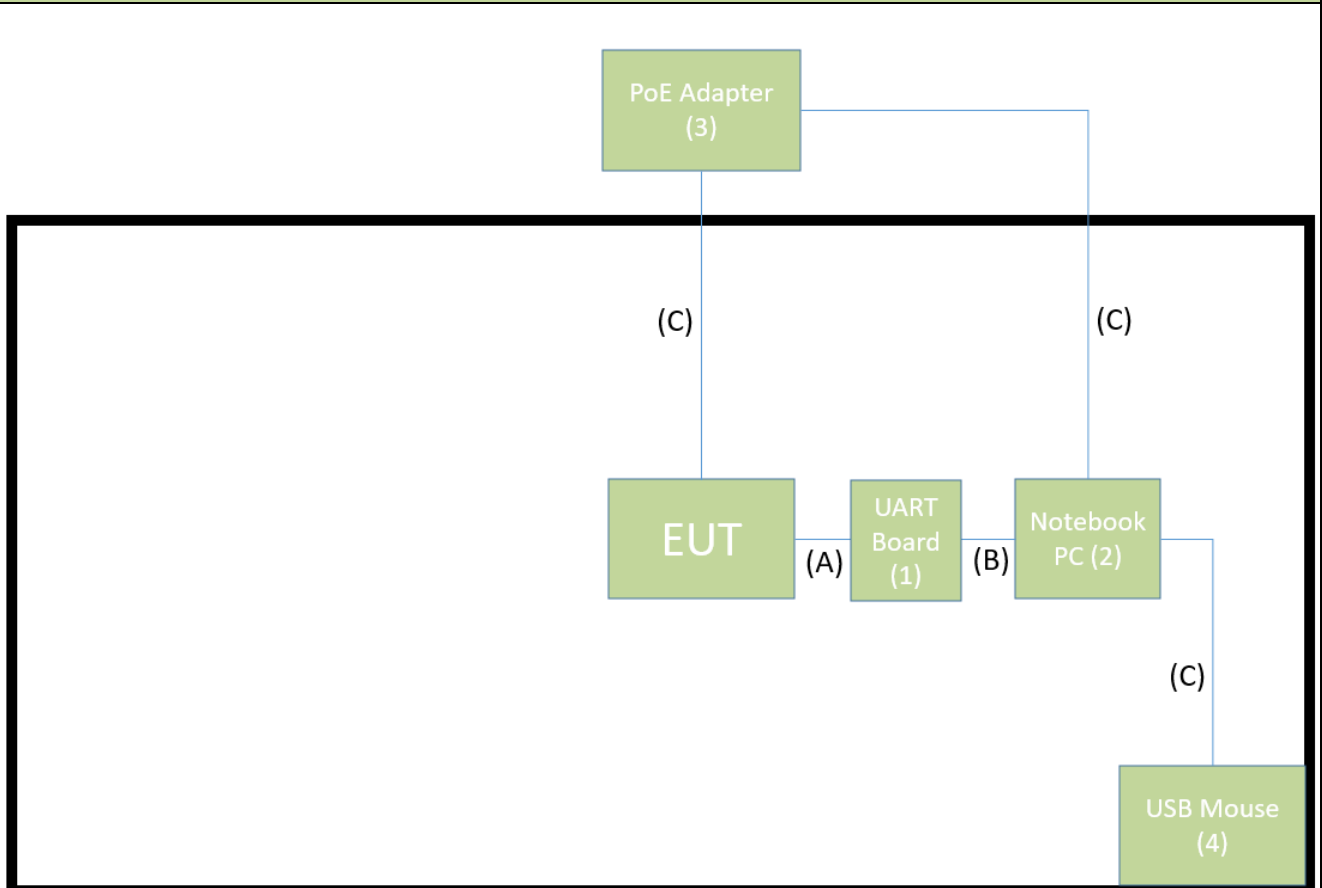 PoE Adapter
(3)
(C)
(C)
EUT
(A)
UART
Board
(1)
(B)
Notebook
PC (2)
(C)
USB Mouse
(4)